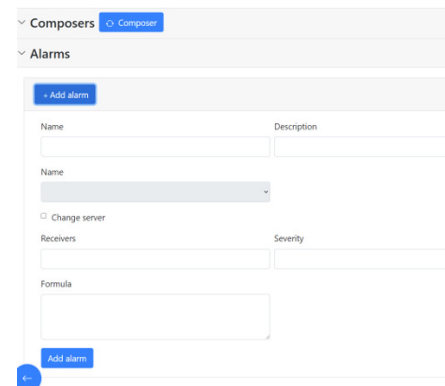 Composers Composer
Alarms
+ Add alarm
Name Description
Name
Change server
Receivers Severity
Formula
Add alarm